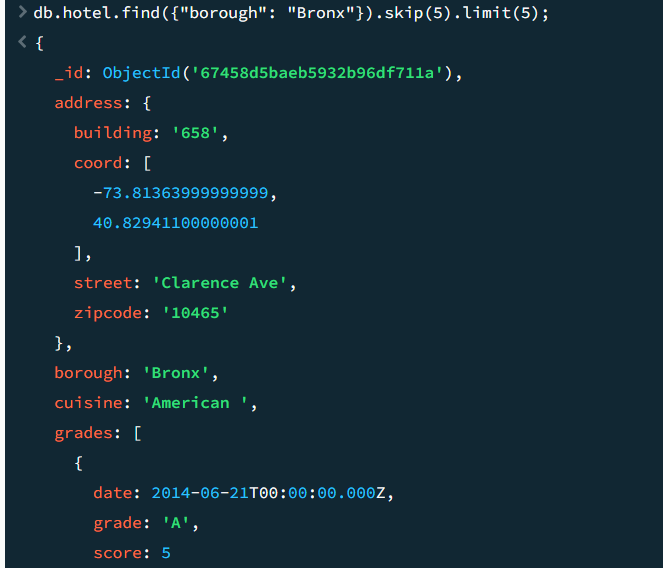 > db.hotel.find({"borough": "Bronx"}).skip(5).limit(5);
< {
_id: ObjectId('67458d5baeb5932b96df711a'),
address: {
building: '658',
coord: [
-73.81363999999999,
40.82941100000001
],
street: 'Clarence Ave',
zipcode: '10465'
},
borough: 'Bronx',
cuisine: 'American ',
grades: [
{
date: 2014-06-21T00:00:00.000Z,
grade: 'A',
score: 5